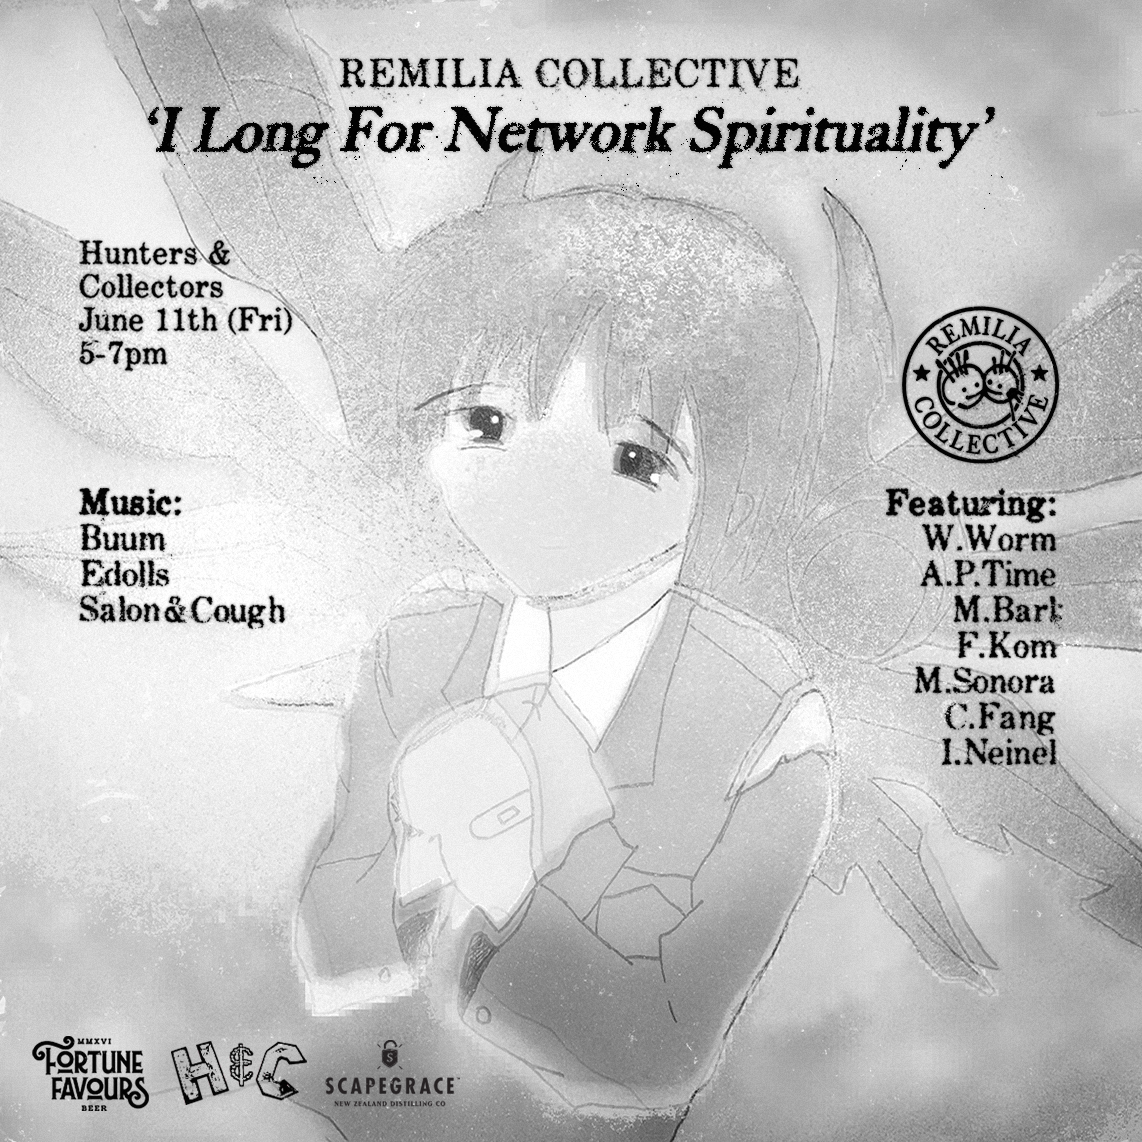 REMILIA COLLECTIVE
‘I Long For Network Spirituality’
Hunters &
Collectors
June 11th (Fri)
5-7pm
REMILIA
COLLECTIVE
Music:
Buum
Edolls
Salon & Cough
Featuring:
W.Worm
A.P.Time
M.Bark
F.Kom
M.Sonora
C.Fang
I.Neinel
MMXVI
FORTUNE
FAVOURS
BEER
H&C
S
SCAPEGRACE
NEW ZEALAND DISTILLING CO